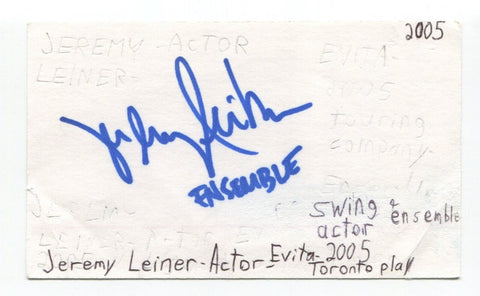 2005
JEREMY - ACTOR
LEINER-
EVITA-
2005
touring
company-
Ensemble
Jeremy Leiner
ENSEMBLE
swing & ensemble
actor
Jeremy Leiner-Actor-Evita-2005
Toronto play